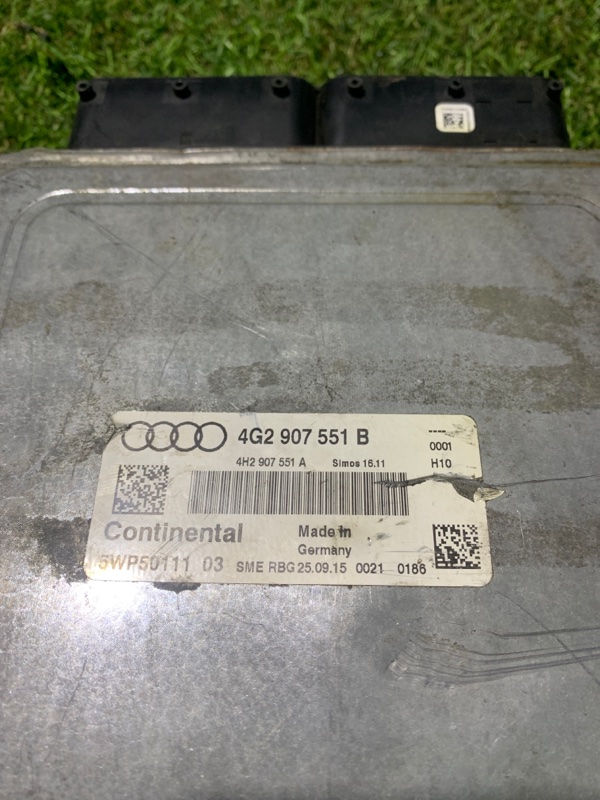 4G2 907 551 B
----
0001
4H2 907 551 A Simos 16.11 H10
Continental
Made in
Germany
5WP50111 03 SME RBG 25.09.15 0021 0186